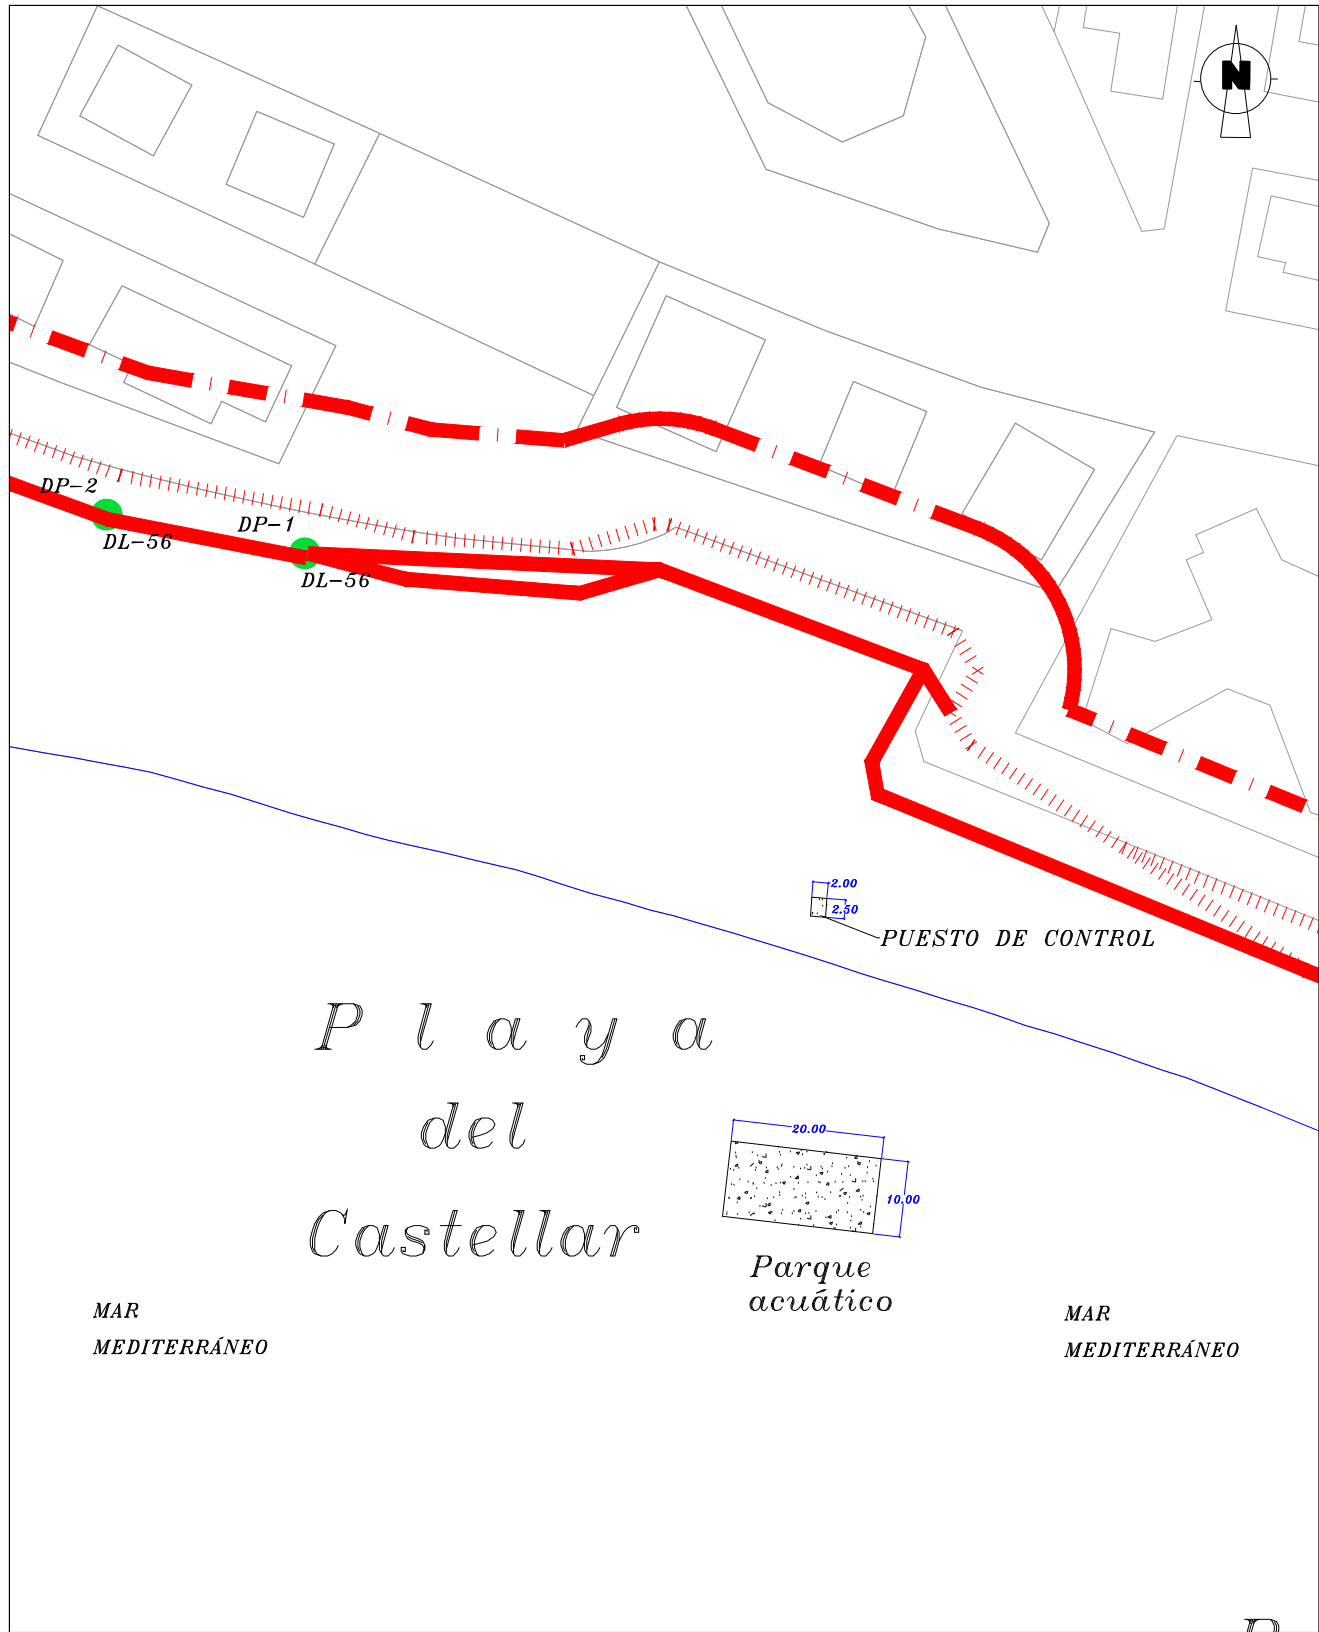 N
DP-2
DL-56
DP-1
DL-56
2.00
2.50
PUESTO DE CONTROL
Playa
del
Castellar
20.00
10.00
Parque
acuático
MAR
MEDITERRÁNEO
MAR
MEDITERRÁNEO